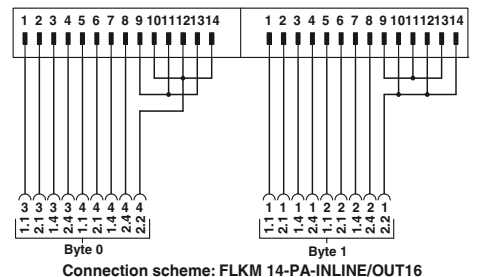 1 2 3 4 5 6 7 8 9 10 11 12 13 14
1 2 3 4 5 6 7 8 9 10 11 12 13 14
3 3 3 3 4 4 4 4 4
1.1 2.1 1.4 2.4 1.1 2.1 1.4 2.4 2.2
Byte 0
1 1 1 1 2 2 2 2 1
1.1 2.1 1.4 2.4 1.1 2.1 1.4 2.4 2.2
Byte 1
Connection scheme: FLKM 14-PA-INLINE/OUT16